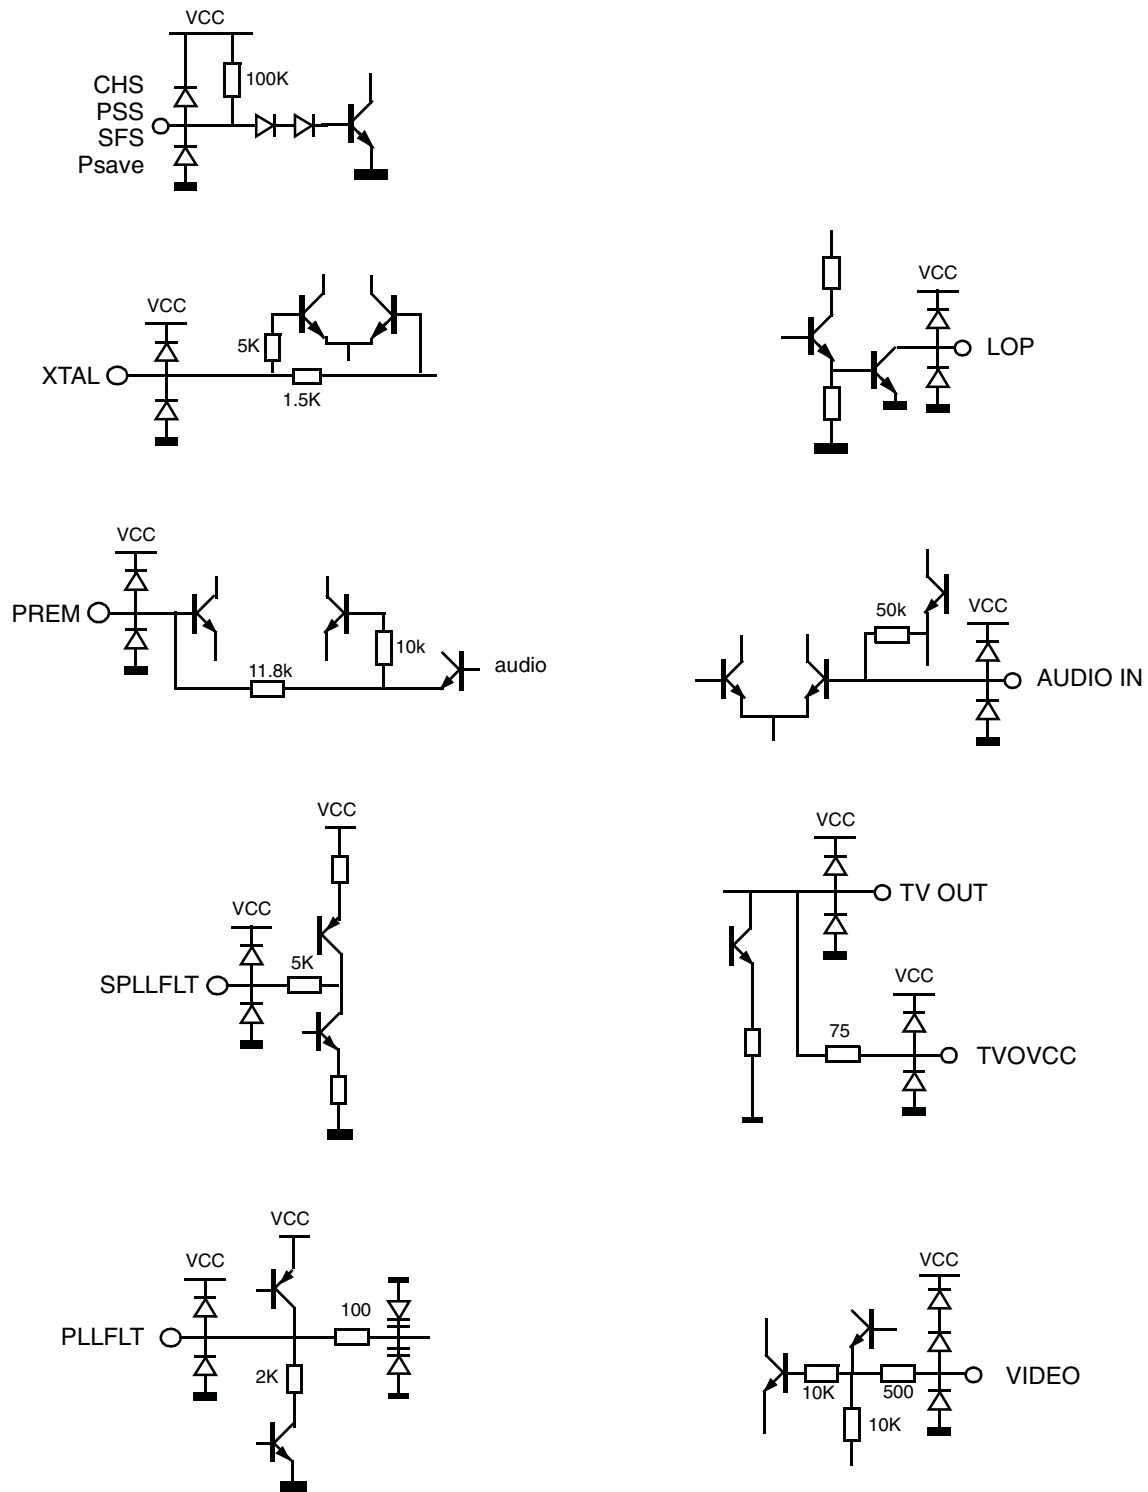 VCC
CHS
PSS
SFS
Psave
100K
VCC
XTAL
5K
1.5K
VCC
LOP
VCC
PREM
11.8k
10k
audio
50k
VCC
AUDIO IN
VCC
VCC
SPLLFLT
5K
VCC
TV OUT
VCC
75
TVOVCC
VCC
VCC
PLLFLT
100
2K
VCC
VIDEO
10K
500
10K